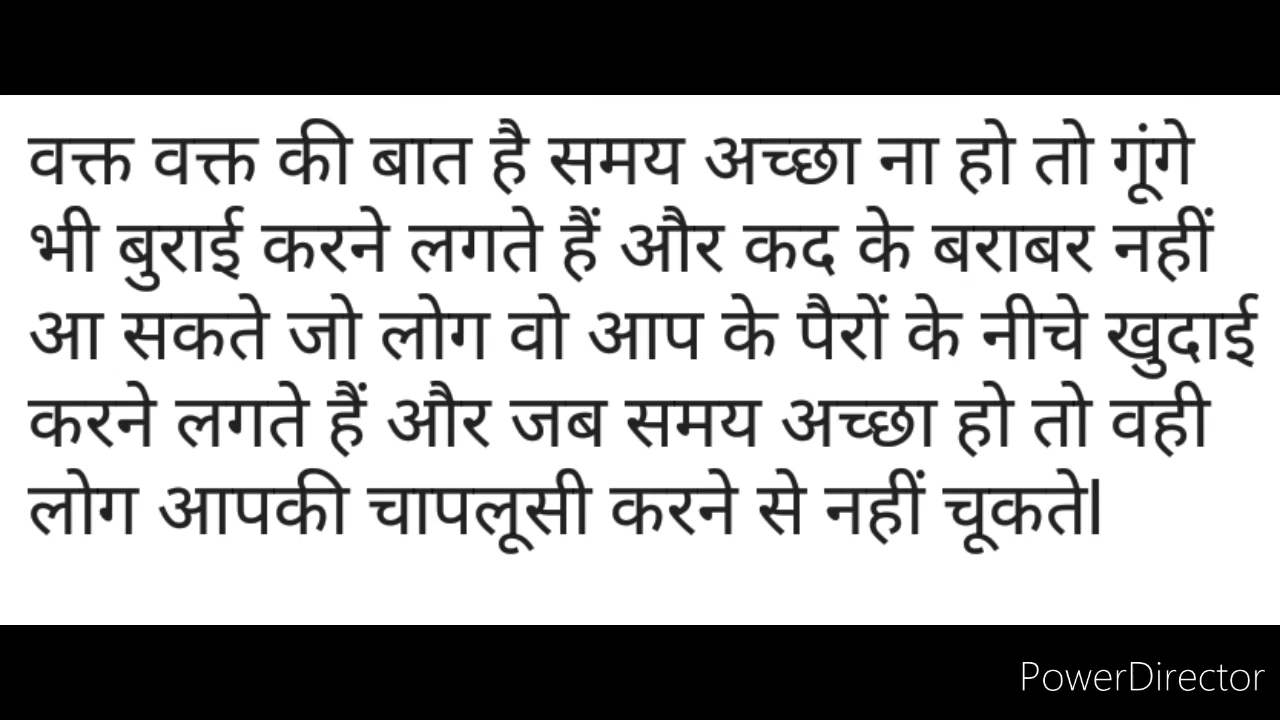 वक्त वक्त की बात है समय अच्छा ना हो तो गूंगे
भी बुराई करने लगते हैं और कद के बराबर नहीं
आ सकते जो लोग वो आप के पैरों के नीचे खुदाई
करने लगते हैं और जब समय अच्छा हो तो वही
लोग आपकी चापलूसी करने से नहीं चूकते|
PowerDirector